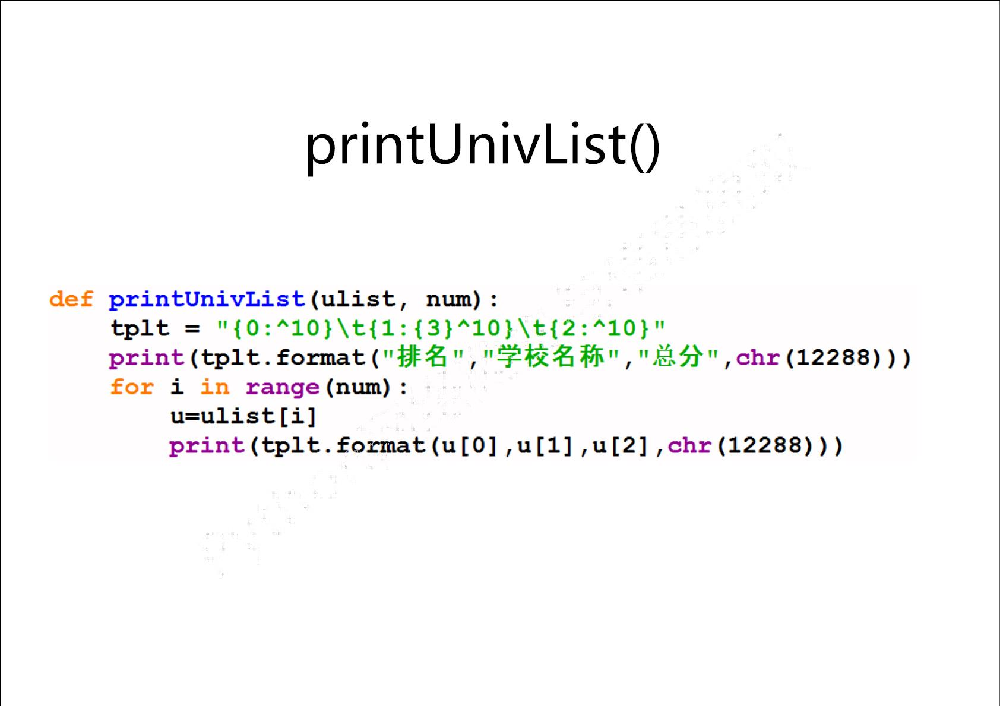 printUnivList()
def printUnivList(ulist, num):
    tplt = "{0:^10}\t{1:{3}^10}\t{2:^10}"
    print(tplt.format("排名","学校名称","总分",chr(12288)))
    for i in range(num):
        u=ulist[i]
        print(tplt.format(u[0],u[1],u[2],chr(12288)))